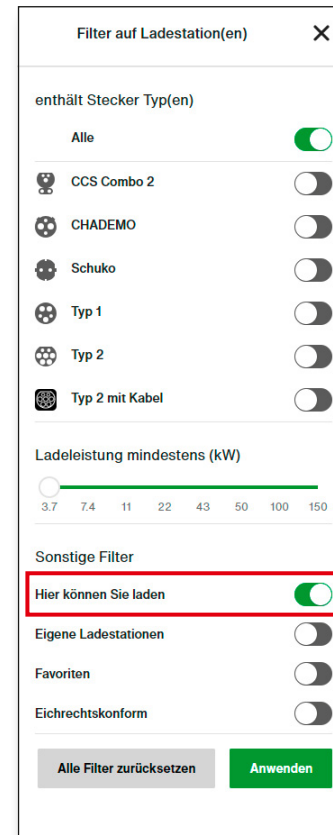 Filter auf Ladestation(en)
enthält Stecker Typ(en)
Alle
CCS Combo 2
CHADEMO
Schuko
Typ 1
Typ 2
Typ 2 mit Kabel
Ladeleistung mindestens (kW)
3.7 7.4 11 22 43 50 100 150
Sonstige Filter
Hier können Sie laden
Eigene Ladestationen
Favoriten
Eichrechtskonform
Alle Filter zurücksetzen Anwenden